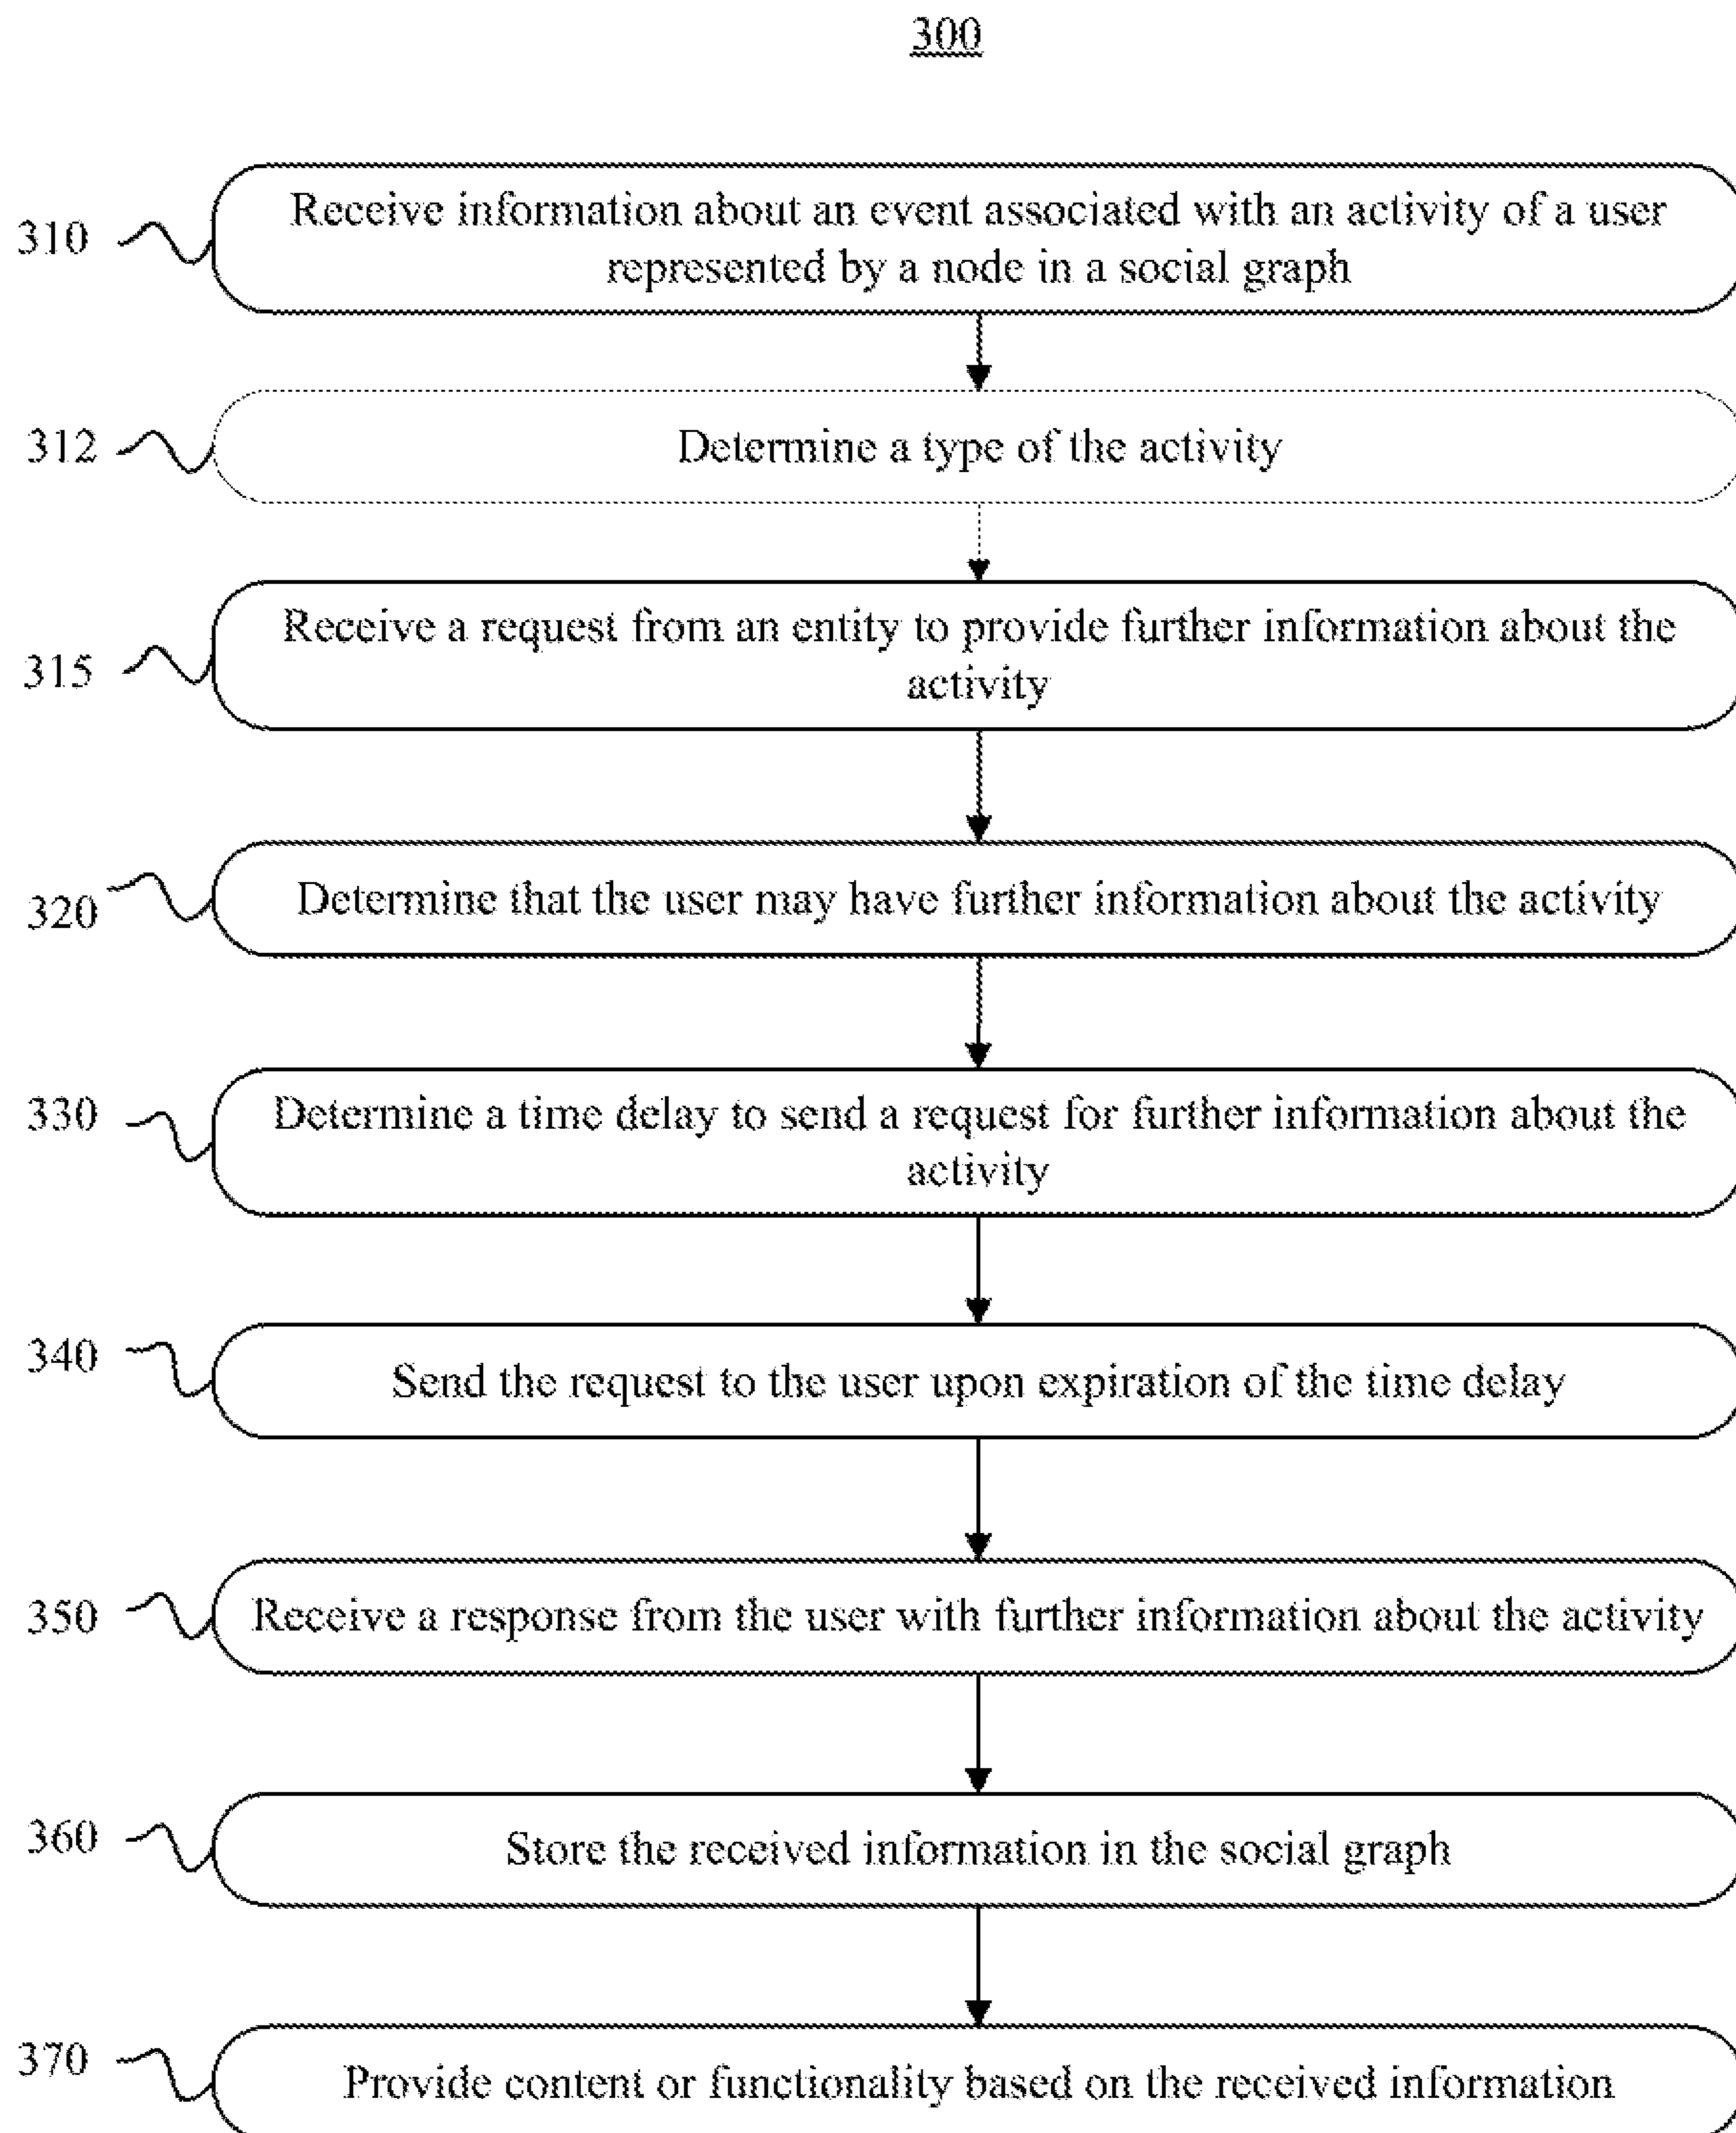 300
310
Receive information about an event associated with an activity of a user
represented by a node in a social graph
312
Determine a type of the activity
315
Receive a request from an entity to provide further information about the
activity
320
Determine that the user may have further information about the activity
330
Determine a time delay to send a request for further information about the
activity
340
Send the request to the user upon expiration of the time delay
350
Receive a response from the user with further information about the activity
360
Store the received information in the social graph
370
Provide content or functionality based on the received information